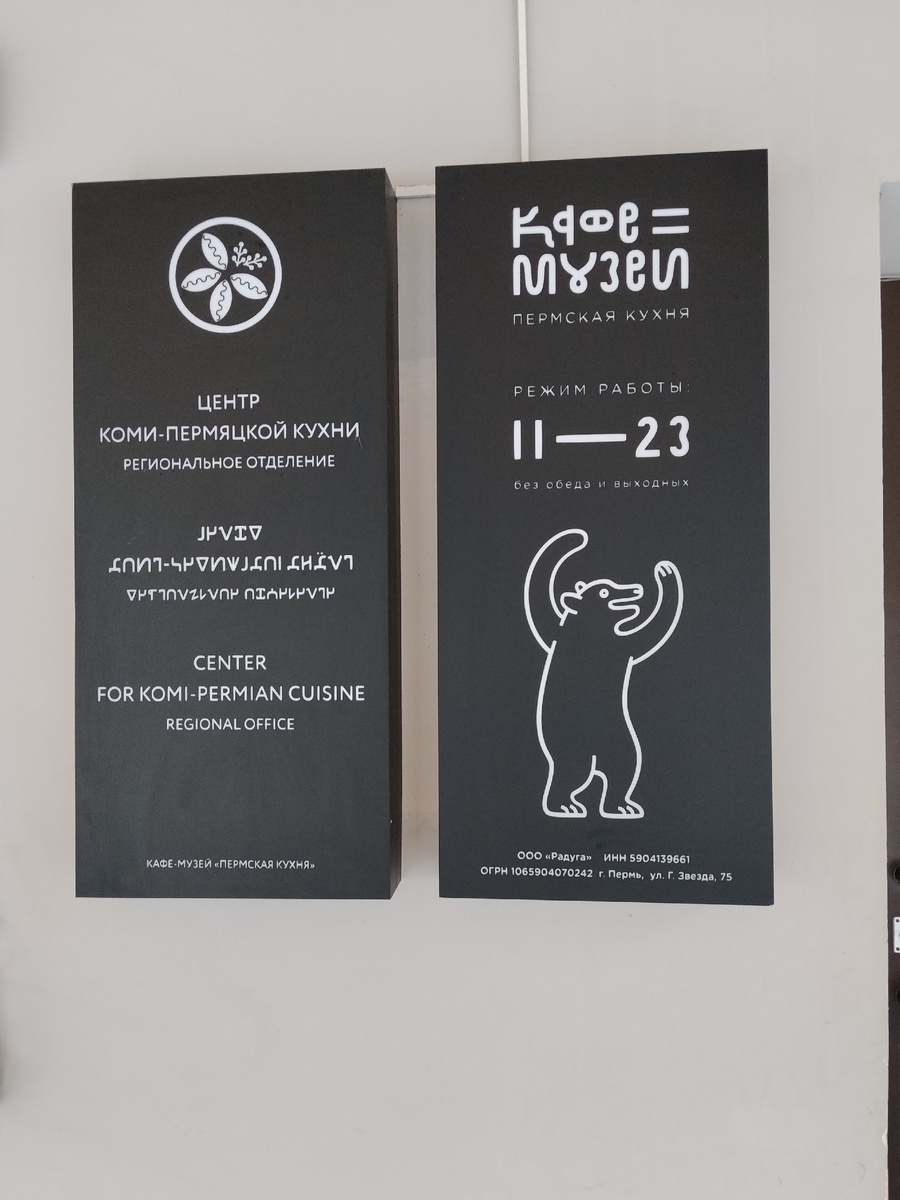 ЦЕНТР
КОМИ-ПЕРМЯЦКОЙ КУХНИ
РЕГИОНАЛЬНОЕ ОТДЕЛЕНИЕ
CENTER
FOR KOMI-PERMIAN CUISINE
REGIONAL OFFICE
КАФЕ-МУЗЕЙ «ПЕРМСКАЯ КУХНЯ»
Кафе=
музей
ПЕРМСКАЯ КУХНЯ
РЕЖИМ РАБОТЫ:
11—23
без обеда и выходных
ООО «Радуга» ИНН 5904139661
ОГРН 1065904070242 г. Пермь, ул. Г. Звезда, 75